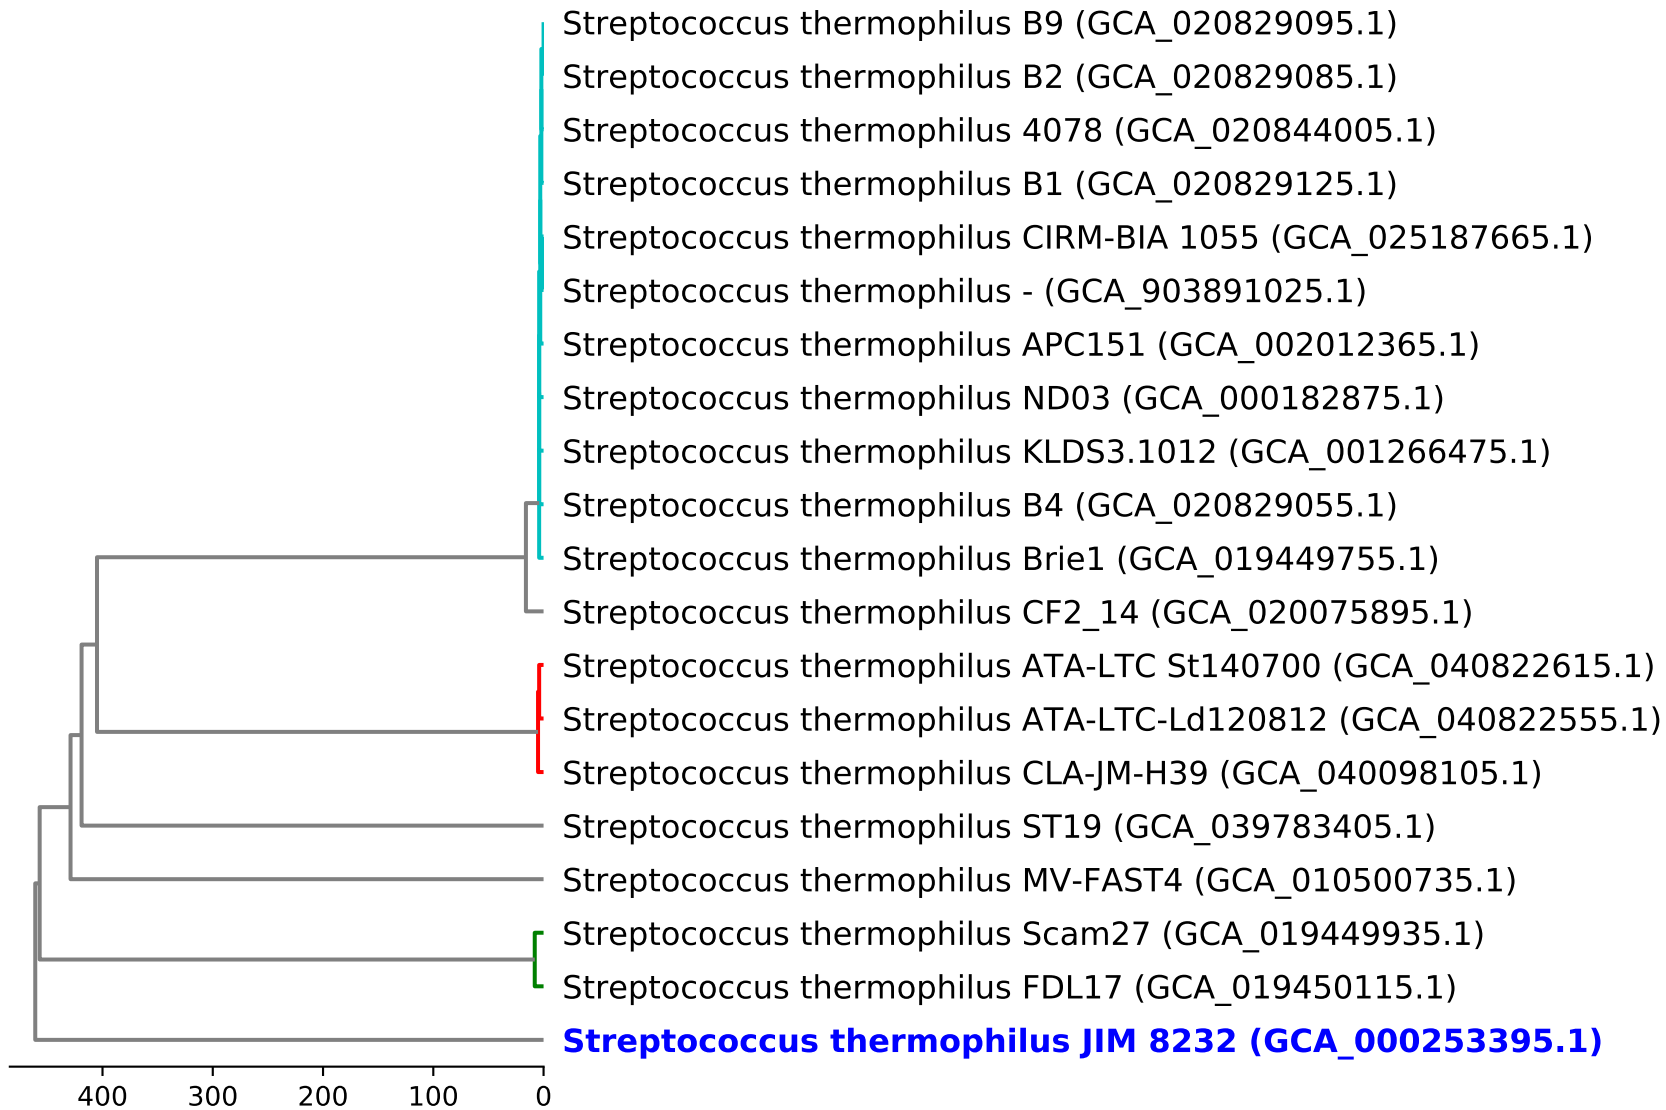 Streptococcus thermophilus B9 (GCA_020829095.1)
Streptococcus thermophilus B2 (GCA_020829085.1)
Streptococcus thermophilus 4078 (GCA_020844005.1)
Streptococcus thermophilus B1 (GCA_020829125.1)
Streptococcus thermophilus CIRM-BIA 1055 (GCA_025187665.1)
Streptococcus thermophilus - (GCA_903891025.1)
Streptococcus thermophilus APC151 (GCA_002012365.1)
Streptococcus thermophilus ND03 (GCA_000182875.1)
Streptococcus thermophilus KLDS3.1012 (GCA_001266475.1)
Streptococcus thermophilus B4 (GCA_020829055.1)
Streptococcus thermophilus Brie1 (GCA_019449755.1)
Streptococcus thermophilus CF2_14 (GCA_020075895.1)
Streptococcus thermophilus ATA-LTC St140700 (GCA_040822615.1)
Streptococcus thermophilus ATA-LTC-Ld120812 (GCA_040822555.1)
Streptococcus thermophilus CLA-JM-H39 (GCA_040098105.1)
Streptococcus thermophilus ST19 (GCA_039783405.1)
Streptococcus thermophilus MV-FAST4 (GCA_010500735.1)
Streptococcus thermophilus Scam27 (GCA_019449935.1)
Streptococcus thermophilus FDL17 (GCA_019450115.1)
Streptococcus thermophilus JIM 8232 (GCA_000253395.1)
400 300 200 100 0